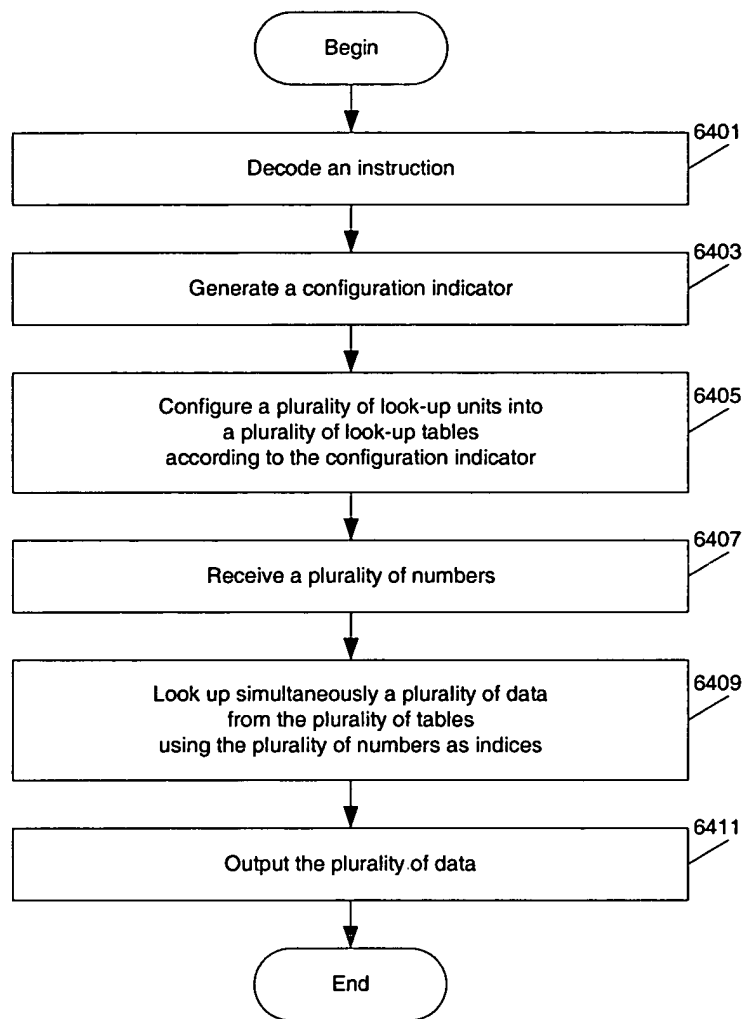 Begin
6401
Decode an instruction
6403
Generate a configuration indicator
6405
Configure a plurality of look-up units into
a plurality of look-up tables
according to the configuration indicator
6407
Receive a plurality of numbers
6409
Look up simultaneously a plurality of data
from the plurality of tables
using the plurality of numbers as indices
6411
Output the plurality of data
End